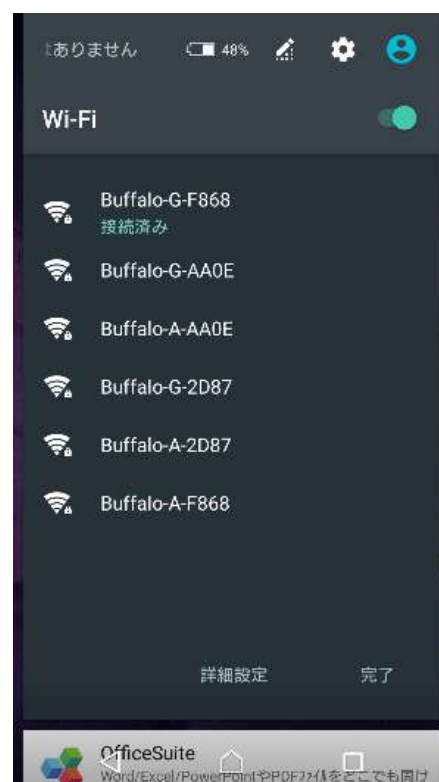 ありません 48%
Wi-Fi
Buffalo-G-F868
接続済み
Buffalo-G-AA0E
Buffalo-A-AA0E
Buffalo-G-2D87
Buffalo-A-2D87
Buffalo-A-F868
詳細設定 完了
OfficeSuite
Word/Excel/PowerPointやPDFファイルをどこでも開け